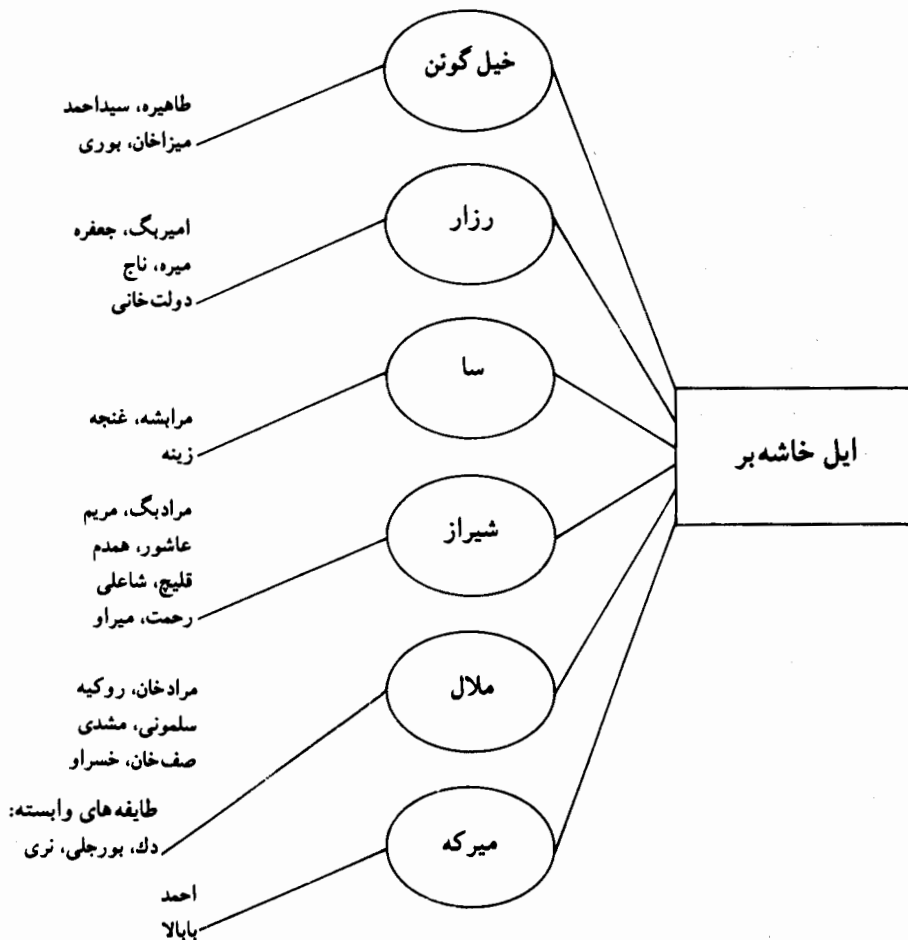 ایل خاشه‌بر
خیل گوئن
طاهیره، سیداحمد
میزاخان، بوری
رزار
امیربگ، جعفره
میره، ناج
دولت‌خانی
سا
مرابشه، غنجه
زینه
شیراز
مرادبگ، مریم
عاشور، همدم
قلیچ، شاعلی
رحمت، میراو
ملال
مرادخان، روکیه
سلمونی، مشدی
صف‌خان، خسراو
طایفه‌های وابسته:
دك، بورجلی، نری
میرکه
احمد
بابالا